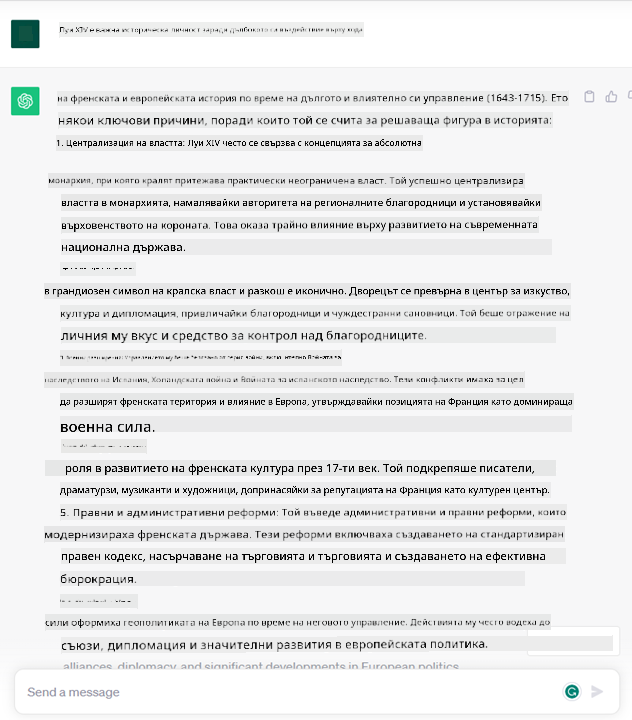 Луи XIV е важна историческа личност заради дълбокото си въздействие върху хода
на френската и европейската история по време на дългото и влиятелно си управление (1643-1715). Ето
някои ключови причини, поради които той се счита за решаваща фигура в историята:
1. Централизация на властта: Луи XIV често се свързва с концепцията за абсолютна
монархия, при която кралят притежава практически неограничена власт. Той успешно централизира
властта в монархията, намалявайки авторитета на регионалните благородници и установявайки
върховенството на короната. Това оказа трайно влияние върху развитието на съвременната
национална държава.
в грандиозен символ на кралска власт и разкош е иконично. Дворецът се превърна в център за изкуство,
култура и дипломация, привличайки благородници и чуждестранни сановници. Той беше отражение на
личния му вкус и средство за контрол над благородниците.
наследството на Испания, Холандската война и Войната за испанското наследство. Тези конфликти имаха за цел
да разширят френската територия и влияние в Европа, утвърждавайки позицията на Франция като доминираща
военна сила.
роля в развитието на френската култура през 17-ти век. Той подкрепяше писатели,
драматурзи, музиканти и художници, допринасяйки за репутацията на Франция като културен център.
5. Правни и административни реформи: Той въведе административни и правни реформи, които
модернизираха френската държава. Тези реформи включваха създаването на стандартизиран
правен кодекс, насърчаване на търговията и търговията и създаването на ефективна
бюрокрация.
сили оформиха геополитиката на Европа по време на неговото управление. Действията му често водеха до
съюзи, дипломация и значителни развития в европейската политика.
alliances, diplomacy, and significant developments in European politics.
Send a message